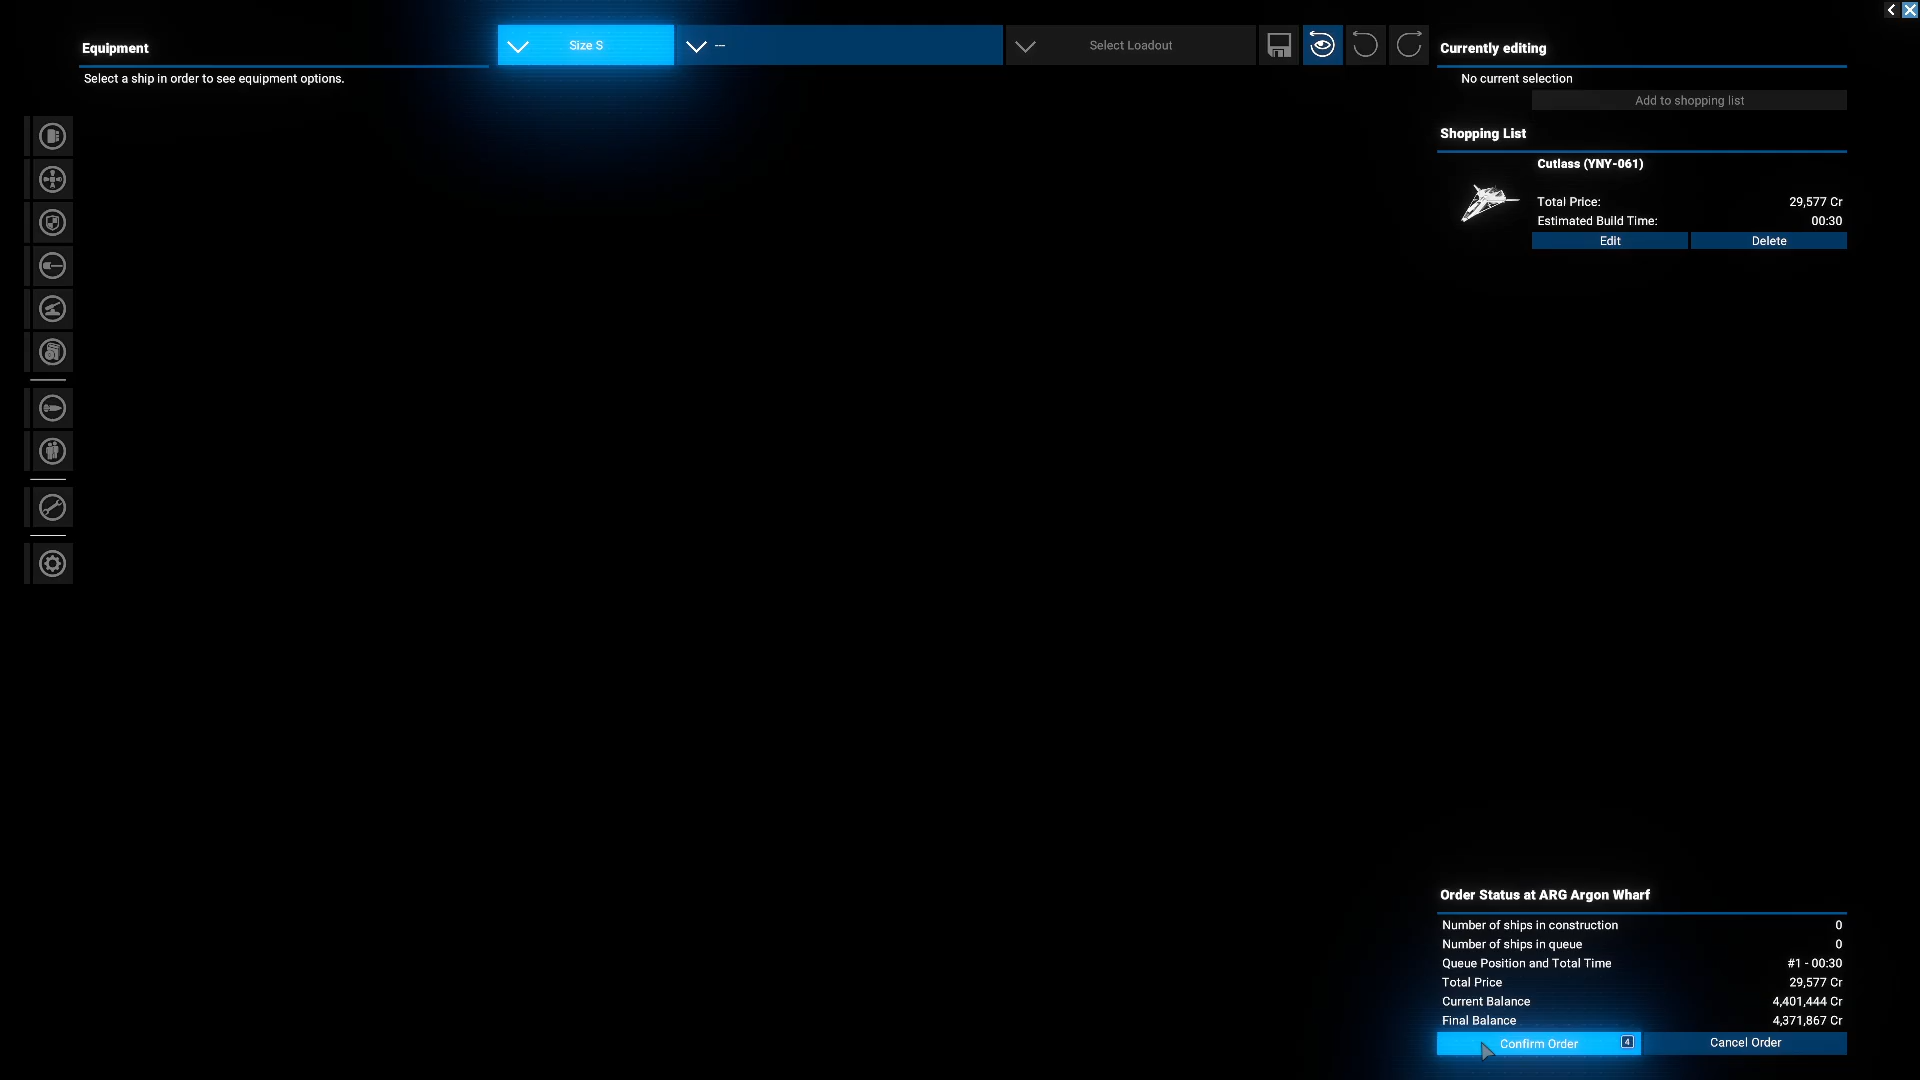 Equipment
Select a ship in order to see equipment options.
Size S
---
Select Loadout
Currently editing
No current selection
Add to shopping list
Shopping List
Cutlass (YNY-061)
Total Price: 29,577 Cr
Estimated Build Time: 00:30
Edit Delete
Order Status at ARG Argon Wharf
Number of ships in construction 0
Number of ships in queue 0
Queue Position and Total Time #1 - 00:30
Total Price 29,577 Cr
Current Balance 4,401,444 Cr
Final Balance 4,371,867 Cr
Confirm Order 4 Cancel Order